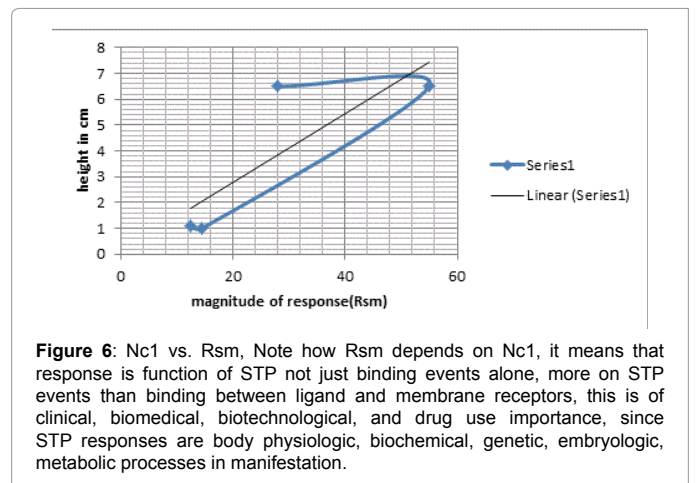 8
7
6
5
4
3
2
1
0
height in cm
0 20 40 60
magnitude of response(Rsm)
Series1
Linear (Series1)
Figure 6: Nc1 vs. Rsm, Note how Rsm depends on Nc1, it means that
response is function of STP not just binding events alone, more on STP
events than binding between ligand and membrane receptors, this is of
clinical, biomedical, biotechnological, and drug use importance, since
STP responses are body physiologic, biochemical, genetic, embryologic,
metabolic processes in manifestation.